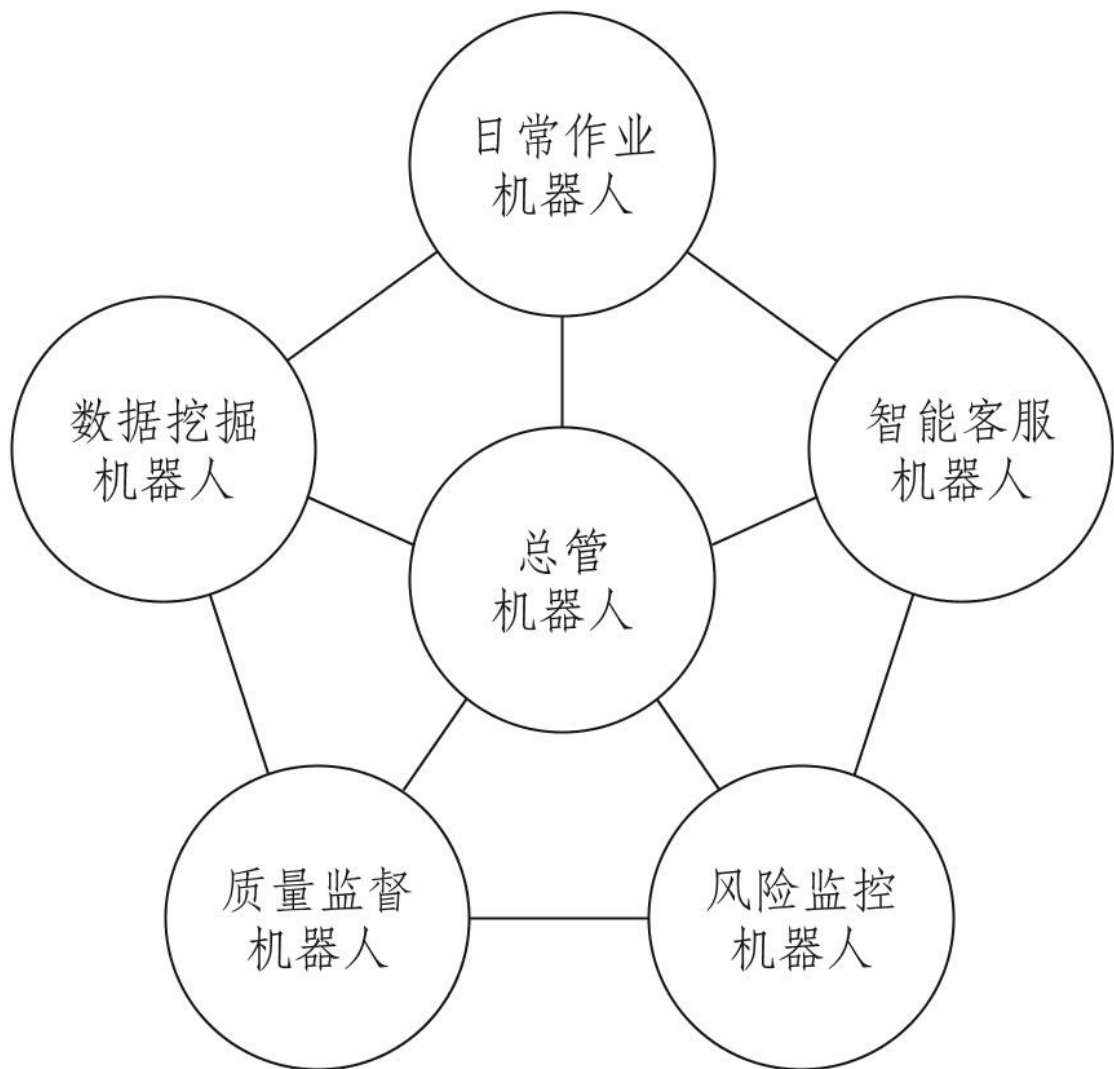 日常作业
机器人
数据挖掘
机器人
智能客服
机器人
总管
机器人
质量监督
机器人
风险监控
机器人